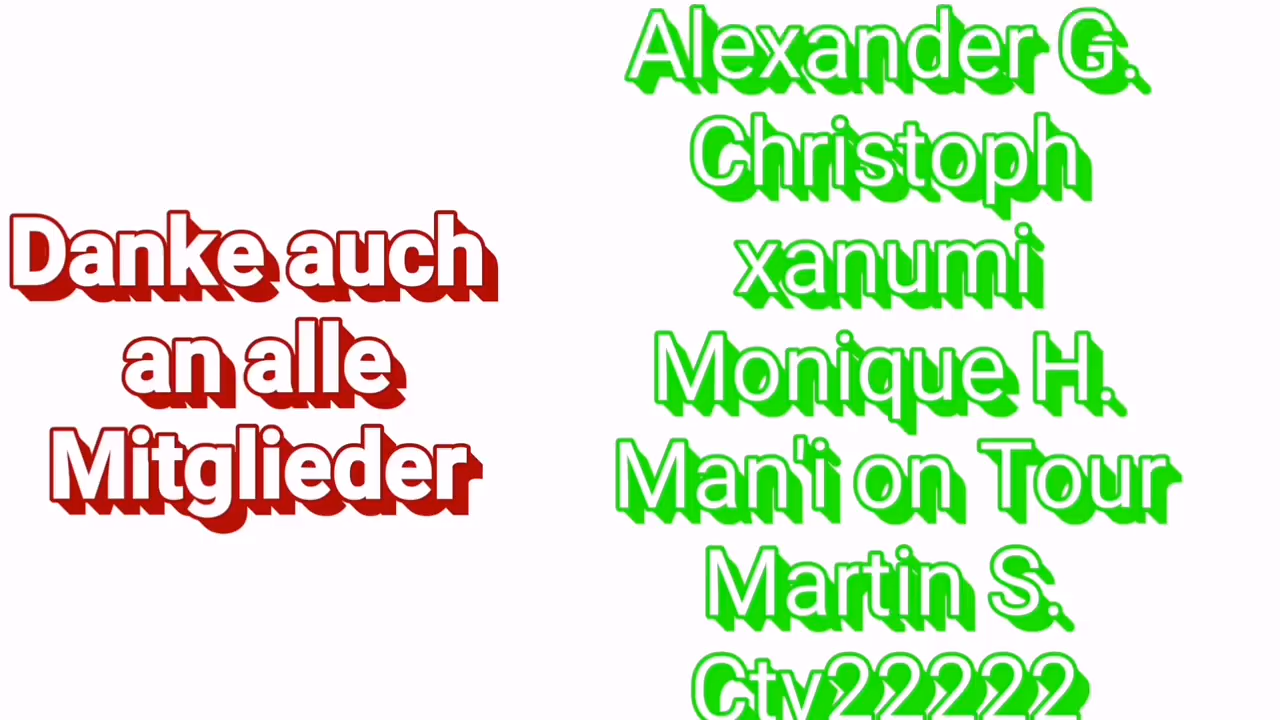 Danke auch
an alle
Mitglieder
Alexander G.
Christoph
xanumi
Monique H.
Man'i on Tour
Martin S.
Cty22222